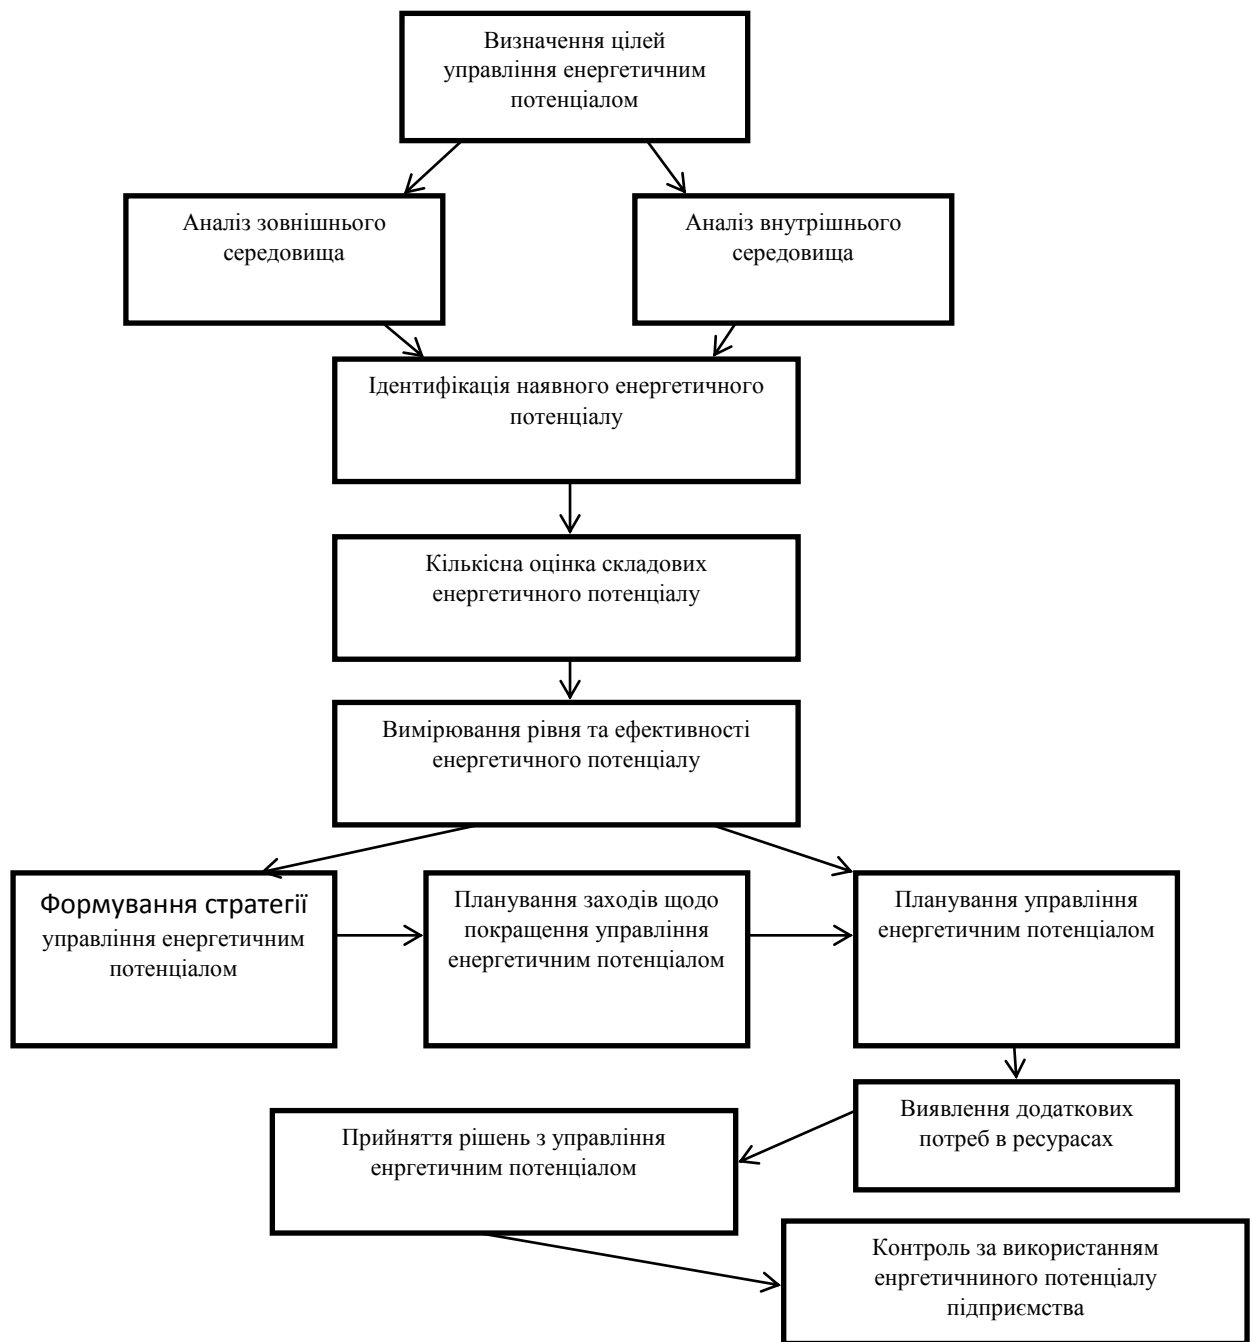 Визначення цілей
управління енергетичним
потенціалом
Аналіз зовнішнього
середовища
Аналіз внутрішнього
середовища
Ідентифікація наявного енергетичного
потенціалу
Кількісна оцінка складових
енергетичного потенціалу
Вимірювання рівня та ефективності
енергетичного потенціалу
Формування стратегії
управління енергетичним
потенціалом
Планування заходів щодо
покращення управління
енергетичним потенціалом
Планування управління
енергетичним потенціалом
Виявлення додаткових
потреб в ресурасах
Прийняття рішень з управління
енргетичним потенціалом
Контроль за використанням
енргетичниного потенціалу
підприємства